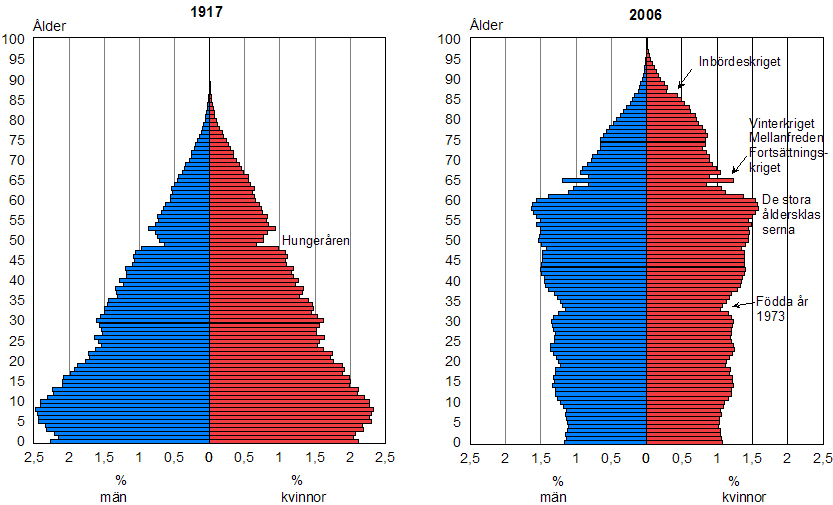 1917
Ålder
100
95
90
85
80
75
70
65
60
55
50
45
40
35
30
25
20
15
10
5
0
Hungeråren
2,5 2 1,5 1 0,5 0 0 0,5 1 1,5 2 2,5
% %
män kvinnor
2006
Ålder
100
95
90
85
80
75
70
65
60
55
50
45
40
35
30
25
20
15
10
5
0
Inbördeskriget
Vinterkriget
Mellanfreden
Fortsättnings-
kriget
De stora
åldersklas
serna
Födda år
1973
2,5 2 1,5 1 0,5 0 0 0,5 1 1,5 2 2,5
% %
män kvinnor